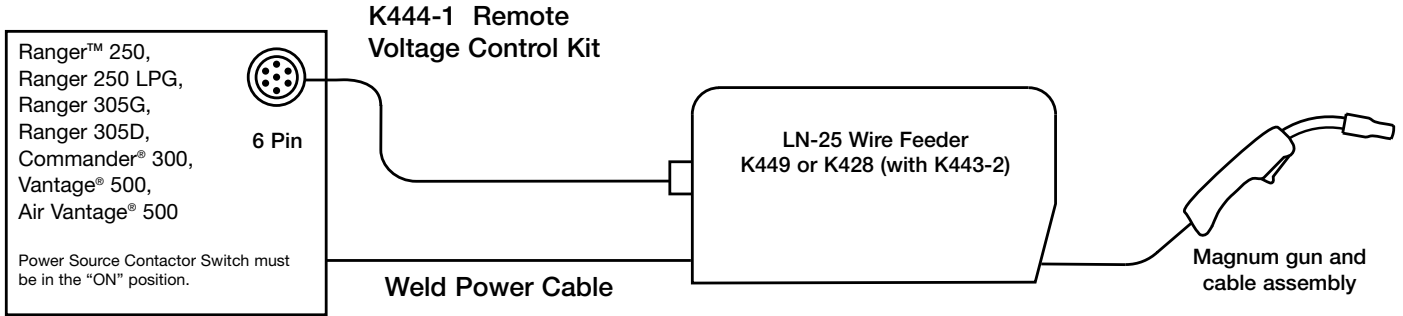 K444-1 Remote
Voltage Control Kit
Ranger™ 250,
Ranger 250 LPG,
Ranger 305G,
Ranger 305D,
Commander® 300,
Vantage® 500,
Air Vantage® 500
6 Pin
Power Source Contactor Switch must
be in the “ON” position.
LN-25 Wire Feeder
K449 or K428 (with K443-2)
Weld Power Cable
Magnum gun and
cable assembly